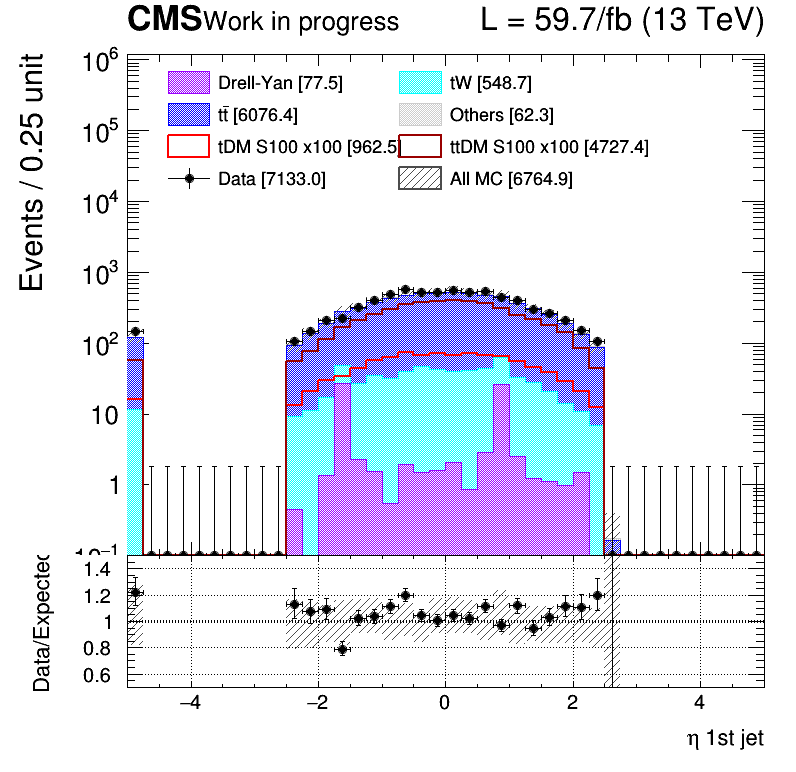 CMS Work in progress L = 59.7/fb (13 TeV)
Events / 0.25 unit
10⁶
10⁵
10⁴
10³
10²
10
1
10⁻¹
Drell-Yan [77.5] tW [548.7]
tt̄ [6076.4] Others [62.3]
tDM S100 x100 [962.5] ttDM S100 x100 [4727.4]
Data [7133.0] All MC [6764.9]
Data/Expected
1.4
1.2
1
0.8
0.6
−4 −2 0 2 4
η 1st jet